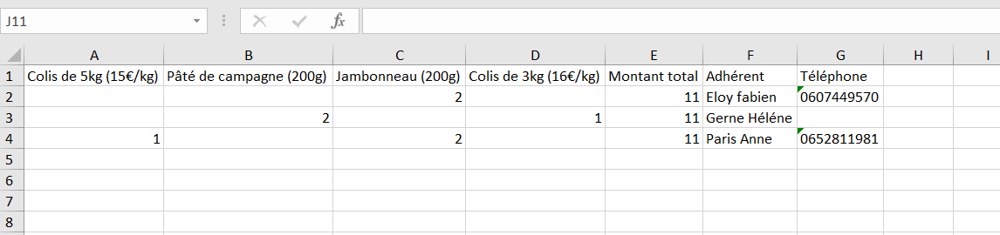 J11 fx
A B C D E F G H I
1 Colis de 5kg (15€/kg) Pâté de campagne (200g) Jambonneau (200g) Colis de 3kg (16€/kg) Montant total Adhérent Téléphone
2 2 11 Eloy fabien 0607449570
3 2 1 11 Gerne Héléne
4 1 2 11 Paris Anne 0652811981
5
6
7
8